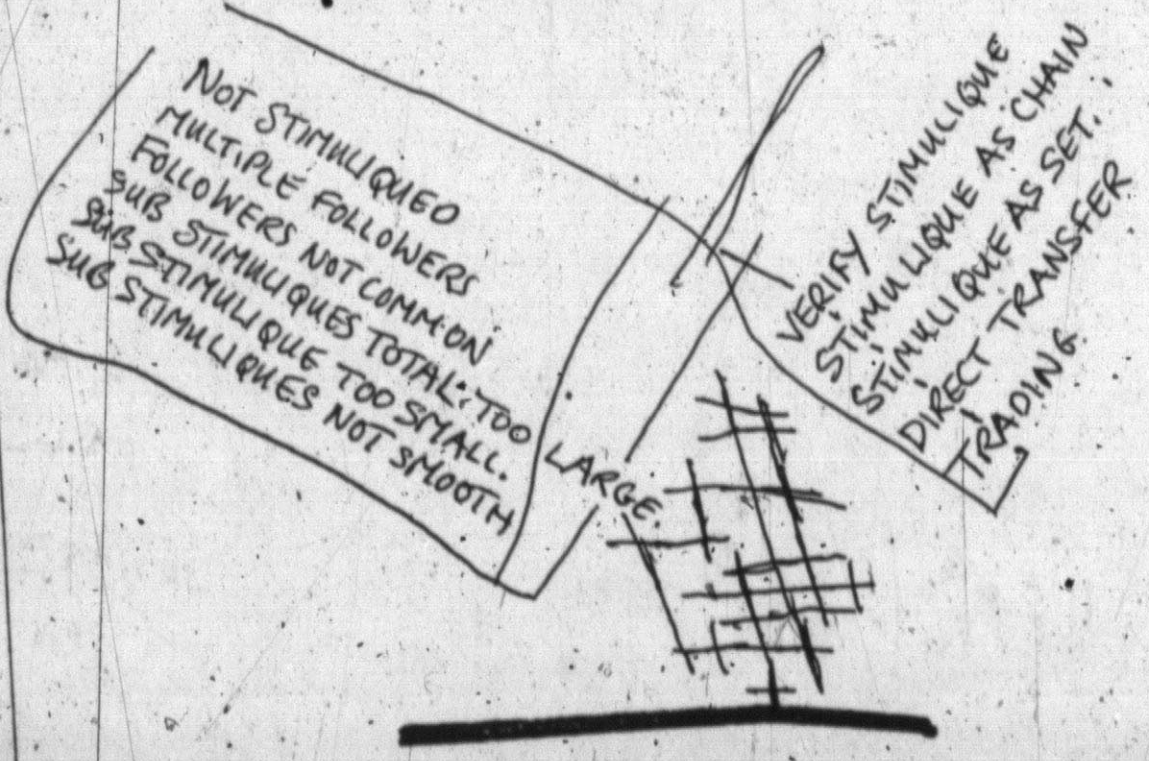 NOT STIMULIQUED
MULTIPLE FOLLOWERS
FOLLOWERS NOT COMMON
SUB STIMULIQUES TOTAL: TOO LARGE.
SUB STIMULIQUE TOO SMALL.
SUB STIMULIQUES NOT SMOOTH
VERIFY STIMULIQUE
STIMULIQUE AS CHAIN
STIMULIQUE AS SET.
DIRECT TRANSFER
TRADING.